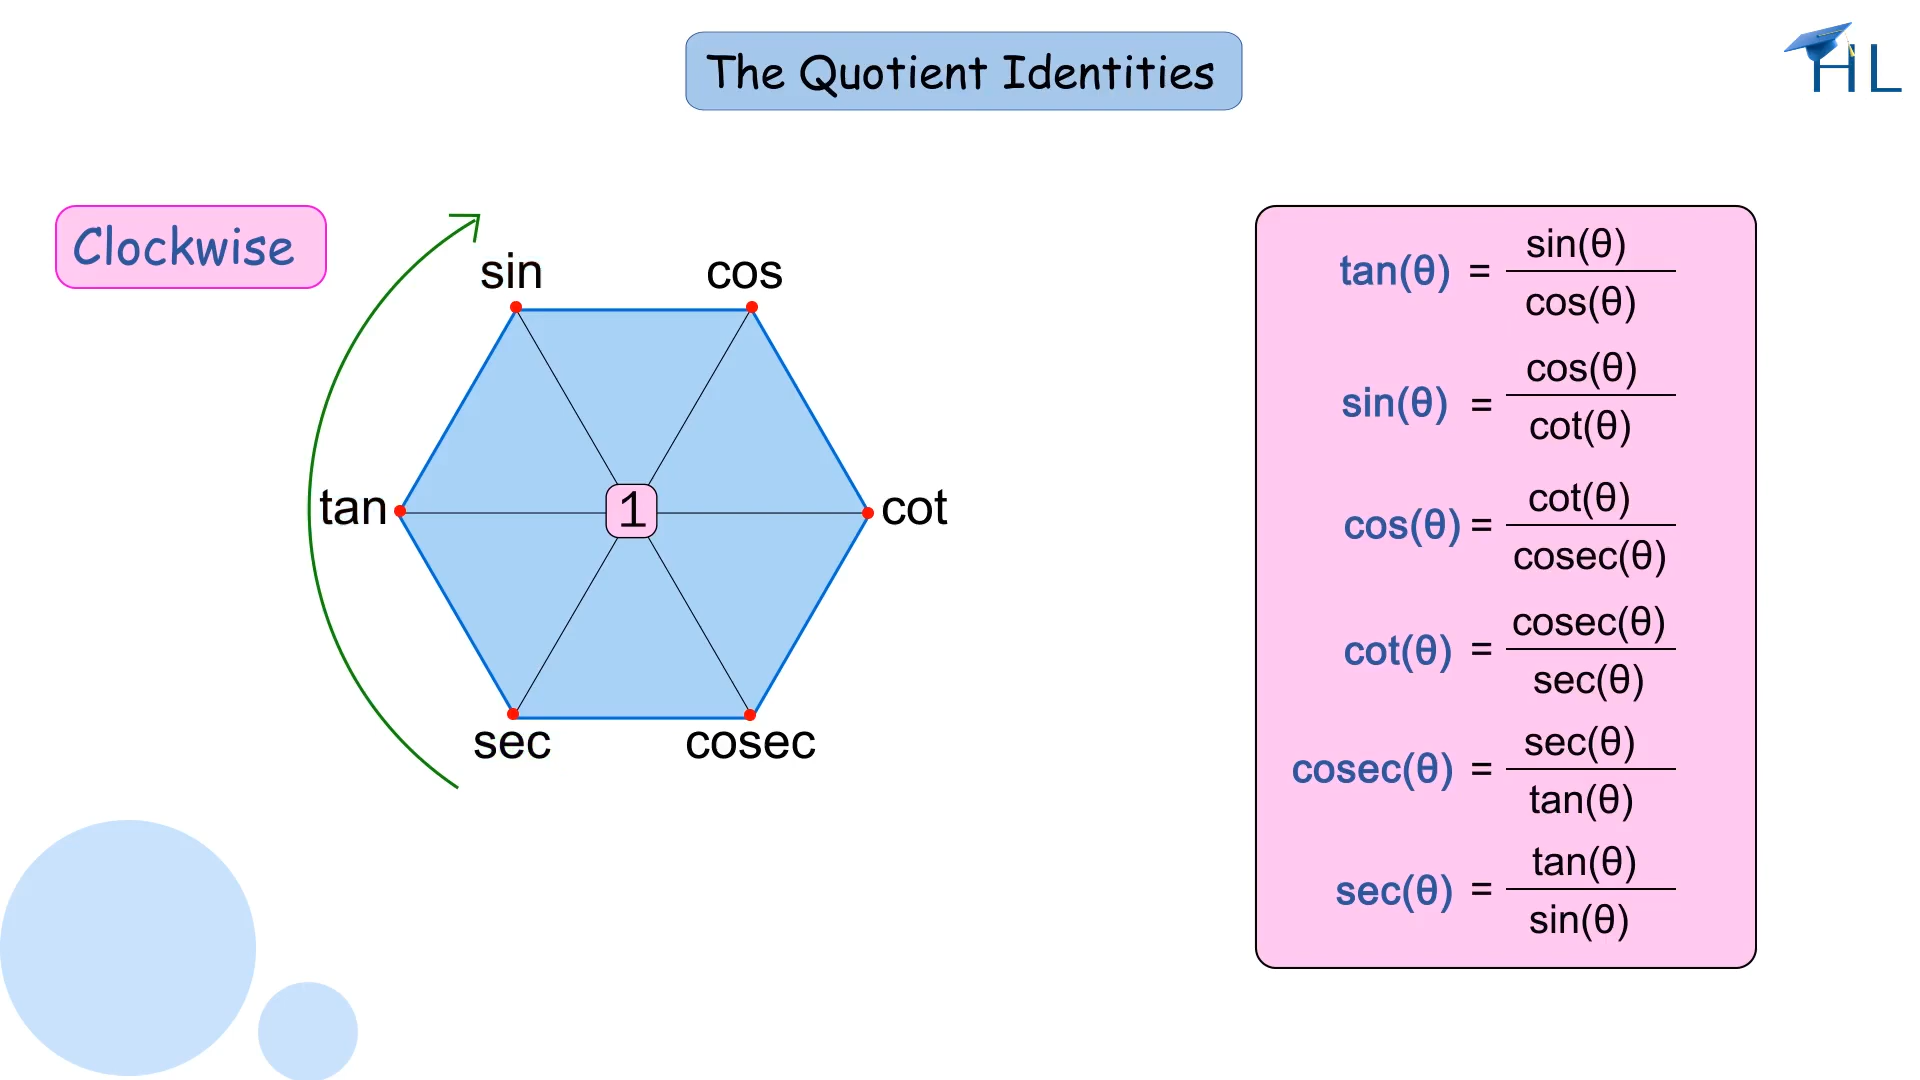 The Quotient Identities
HL
Clockwise
sin cos
tan 1 cot
sec cosec
tan(θ) = sin(θ) / cos(θ)
sin(θ) = cos(θ) / cot(θ)
cos(θ) = cot(θ) / cosec(θ)
cot(θ) = cosec(θ) / sec(θ)
cosec(θ) = sec(θ) / tan(θ)
sec(θ) = tan(θ) / sin(θ)